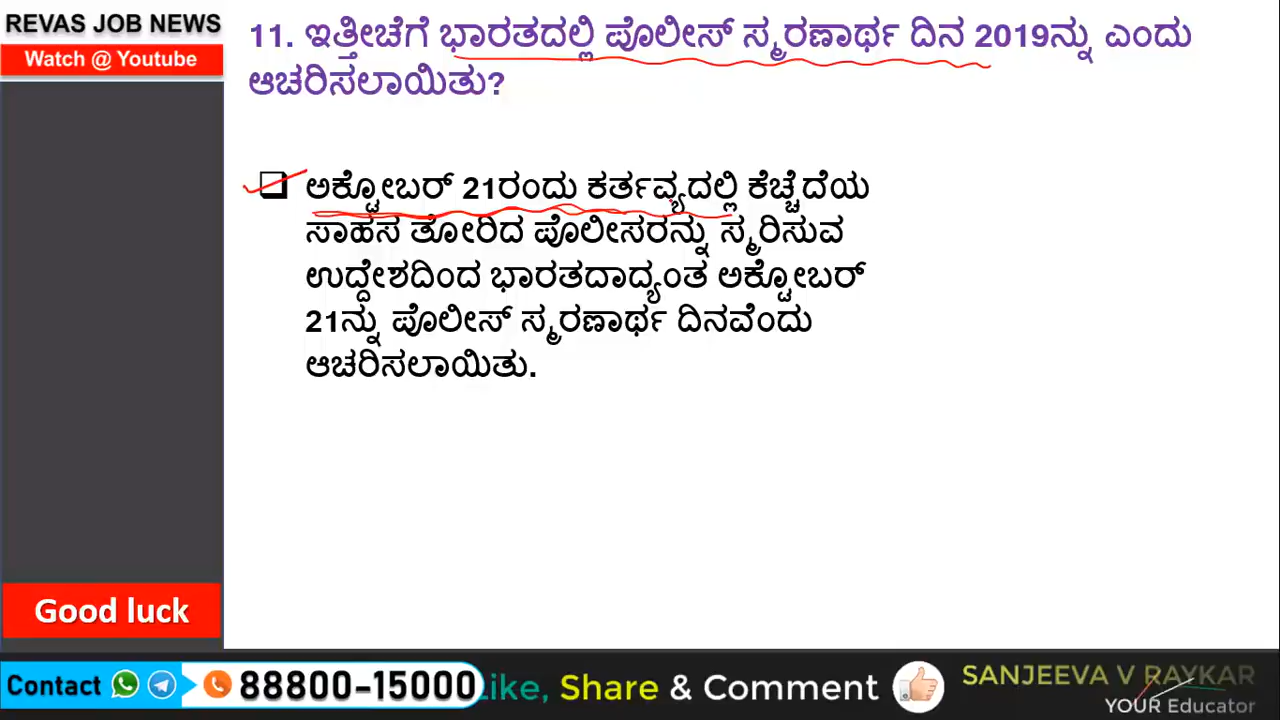 REVAS JOB NEWS
Watch @ Youtube
11. ಇತ್ತೀಚೆಗೆ ಭಾರತದಲ್ಲಿ ಪೊಲೀಸ್ ಸ್ಮರಣಾರ್ಥ ದಿನ 2019ನ್ನು ಎಂದು
ಆಚರಿಸಲಾಯಿತು?
ಅಕ್ಟೋಬರ್ 21ರಂದು ಕರ್ತವ್ಯದಲ್ಲಿ ಕೆಚ್ಚೆದೆಯ
ಸಾಹಸ ತೋರಿದ ಪೊಲೀಸರನ್ನು ಸ್ಮರಿಸುವ
ಉದ್ದೇಶದಿಂದ ಭಾರತದಾದ್ಯಂತ ಅಕ್ಟೋಬರ್
21ನ್ನು ಪೊಲೀಸ್ ಸ್ಮರಣಾರ್ಥ ದಿನವೆಂದು
ಆಚರಿಸಲಾಯಿತು.
Good luck
Contact 88800-15000 Like, Share & Comment
SANJEEVA V RAYKAR
YOUR Educator